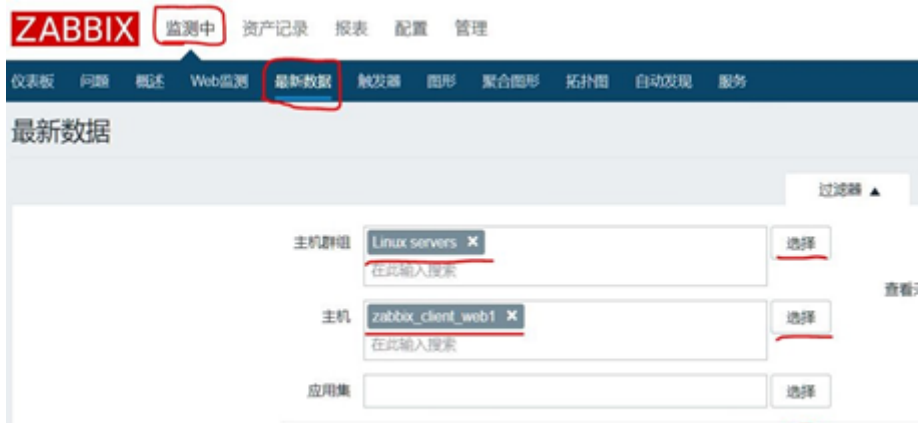 ZABBIX 监测中 资产记录 报表 配置 管理
仪表板 问题 概述 Web监测 最新数据 触发器 图形 聚合图形 拓扑图 自动发现 服务
最新数据
过滤器 ▲
主机群组 Linux servers × 选择
在此输入搜索
查看
主机 zabbix_client_web1 × 选择
在此输入搜索
应用集 选择